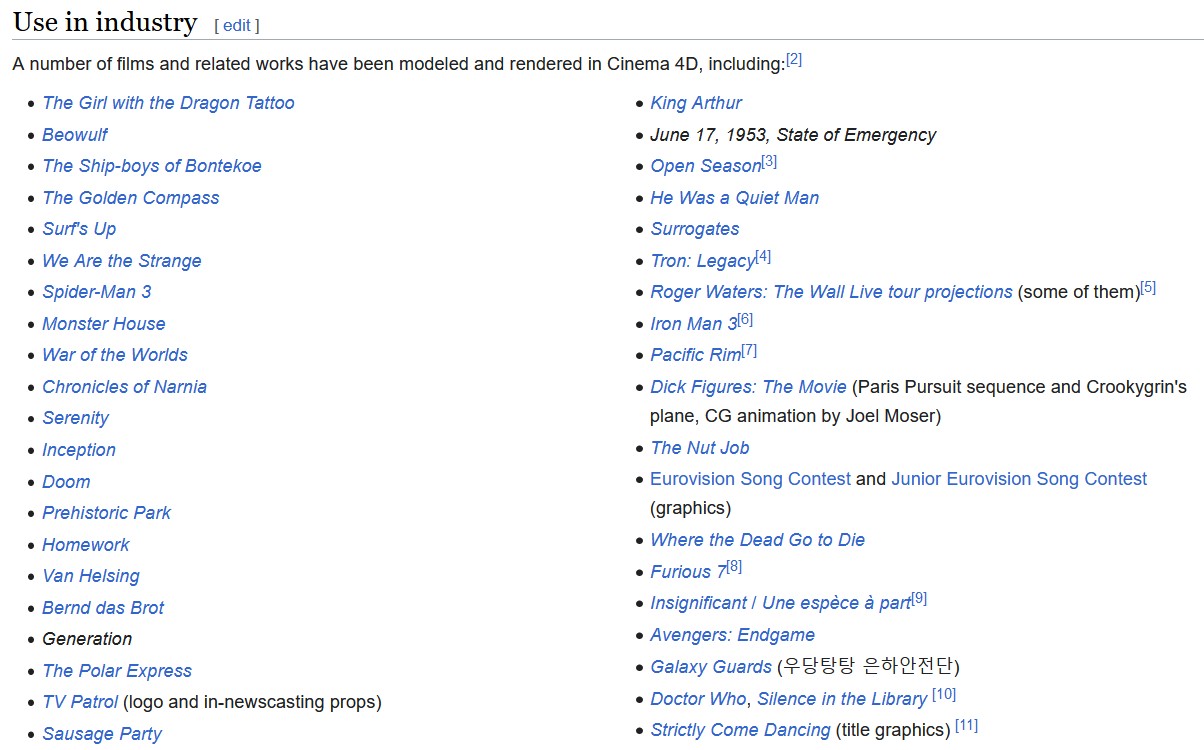 Use in industry [ edit ]
A number of films and related works have been modeled and rendered in Cinema 4D, including:[2]
• The Girl with the Dragon Tattoo
• Beowulf
• The Ship-boys of Bontekoe
• The Golden Compass
• Surf's Up
• We Are the Strange
• Spider-Man 3
• Monster House
• War of the Worlds
• Chronicles of Narnia
• Serenity
• Inception
• Doom
• Prehistoric Park
• Homework
• Van Helsing
• Bernd das Brot
• Generation
• The Polar Express
• TV Patrol (logo and in-newscasting props)
• Sausage Party
• King Arthur
• June 17, 1953, State of Emergency
• Open Season[3]
• He Was a Quiet Man
• Surrogates
• Tron: Legacy[4]
• Roger Waters: The Wall Live tour projections (some of them)[5]
• Iron Man 3[6]
• Pacific Rim[7]
• Dick Figures: The Movie (Paris Pursuit sequence and Crookygrin's
plane, CG animation by Joel Moser)
• The Nut Job
• Eurovision Song Contest and Junior Eurovision Song Contest
(graphics)
• Where the Dead Go to Die
• Furious 7[8]
• Insignificant / Une espèce à part[9]
• Avengers: Endgame
• Galaxy Guards (우당탕탕 은하안전단)
• Doctor Who, Silence in the Library [10]
• Strictly Come Dancing (title graphics) [11]